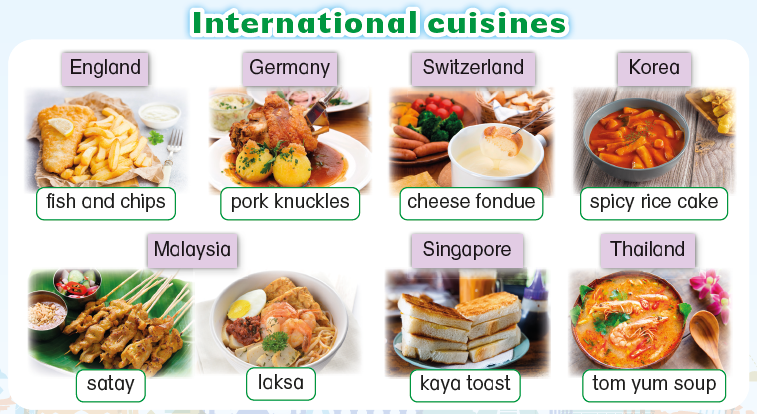 International cuisines
England
Germany
Switzerland
Korea
fish and chips
pork knuckles
cheese fondue
spicy rice cake
Malaysia
Singapore
Thailand
satay
laksa
kaya toast
tom yum soup